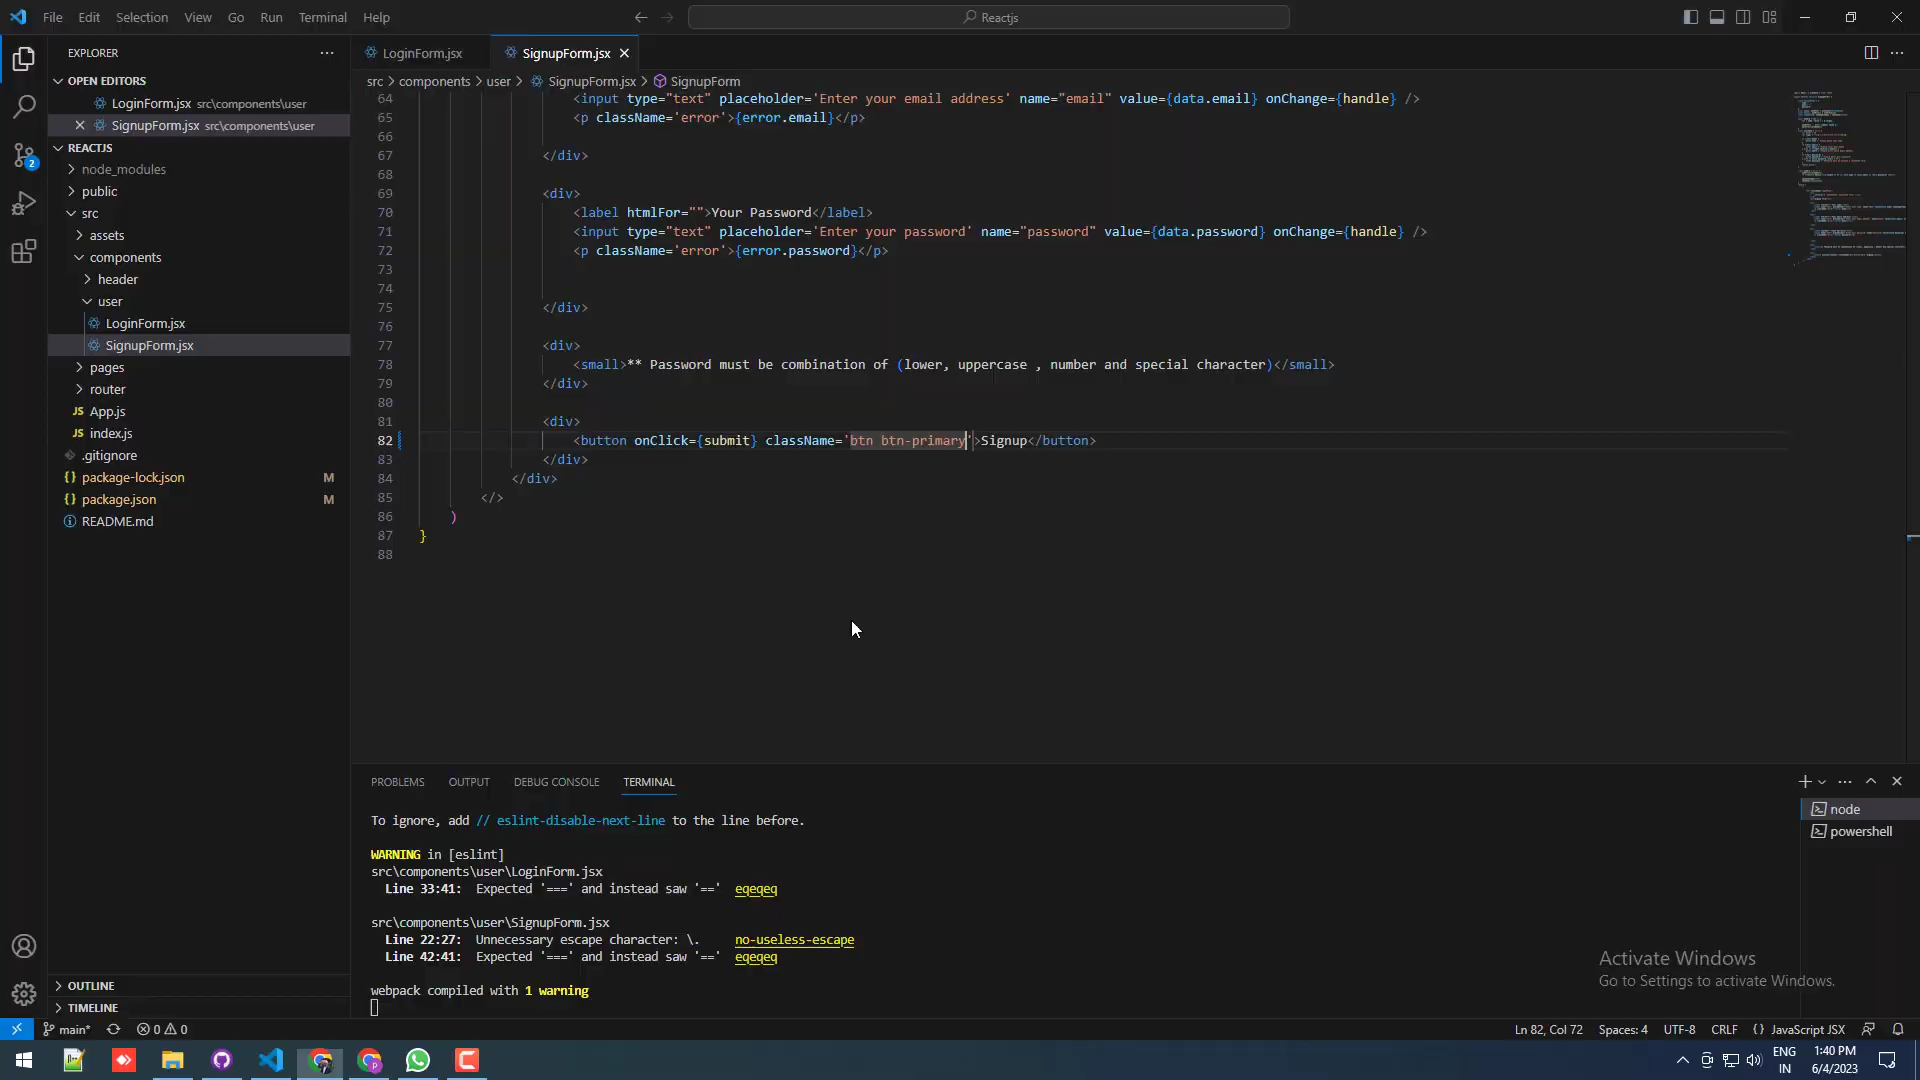 File Edit Selection View Go Run Terminal Help
Reactjs
EXPLORER
OPEN EDITORS
LoginForm.jsx src\components\user
SignupForm.jsx src\components\user
REACTJS
node_modules
public
src
assets
components
header
user
LoginForm.jsx
SignupForm.jsx
pages
router
JS App.js
JS index.js
.gitignore
{} package-lock.json M
{} package.json M
README.md
OUTLINE
TIMELINE
2
LoginForm.jsx
SignupForm.jsx
src > components > user > SignupForm.jsx > SignupForm
64 <input type="text" placeholder='Enter your email address' name="email" value={data.email} onChange={handle} />
65 <p className='error'>{error.email}</p>
66
67 </div>
68
69 <div>
70 <label htmlFor="">Your Password</label>
71 <input type="text" placeholder='Enter your password' name="password" value={data.password} onChange={handle} />
72 <p className='error'>{error.password}</p>
73
74
75 </div>
76
77 <div>
78 <small>** Password must be combination of (lower, uppercase , number and special character)</small>
79 </div>
80
81 <div>
82 <button onClick={submit} className='btn btn-primary'>Signup</button>
83 </div>
84 </div>
85 </>
86 )
87 }
88
PROBLEMS OUTPUT DEBUG CONSOLE TERMINAL
node
powershell
To ignore, add // eslint-disable-next-line to the line before.
WARNING in [eslint]
src\components\user\LoginForm.jsx
Line 33:41: Expected '===' and instead saw '==' eqeqeq
src\components\user\SignupForm.jsx
Line 22:27: Unnecessary escape character: \. no-useless-escape
Line 42:41: Expected '===' and instead saw '==' eqeqeq
webpack compiled with 1 warning
Activate Windows
Go to Settings to activate Windows.
main* 0 0 Ln 82, Col 72 Spaces: 4 UTF-8 CRLF {} JavaScript JSX
ENG
IN
1:40 PM
6/4/2023